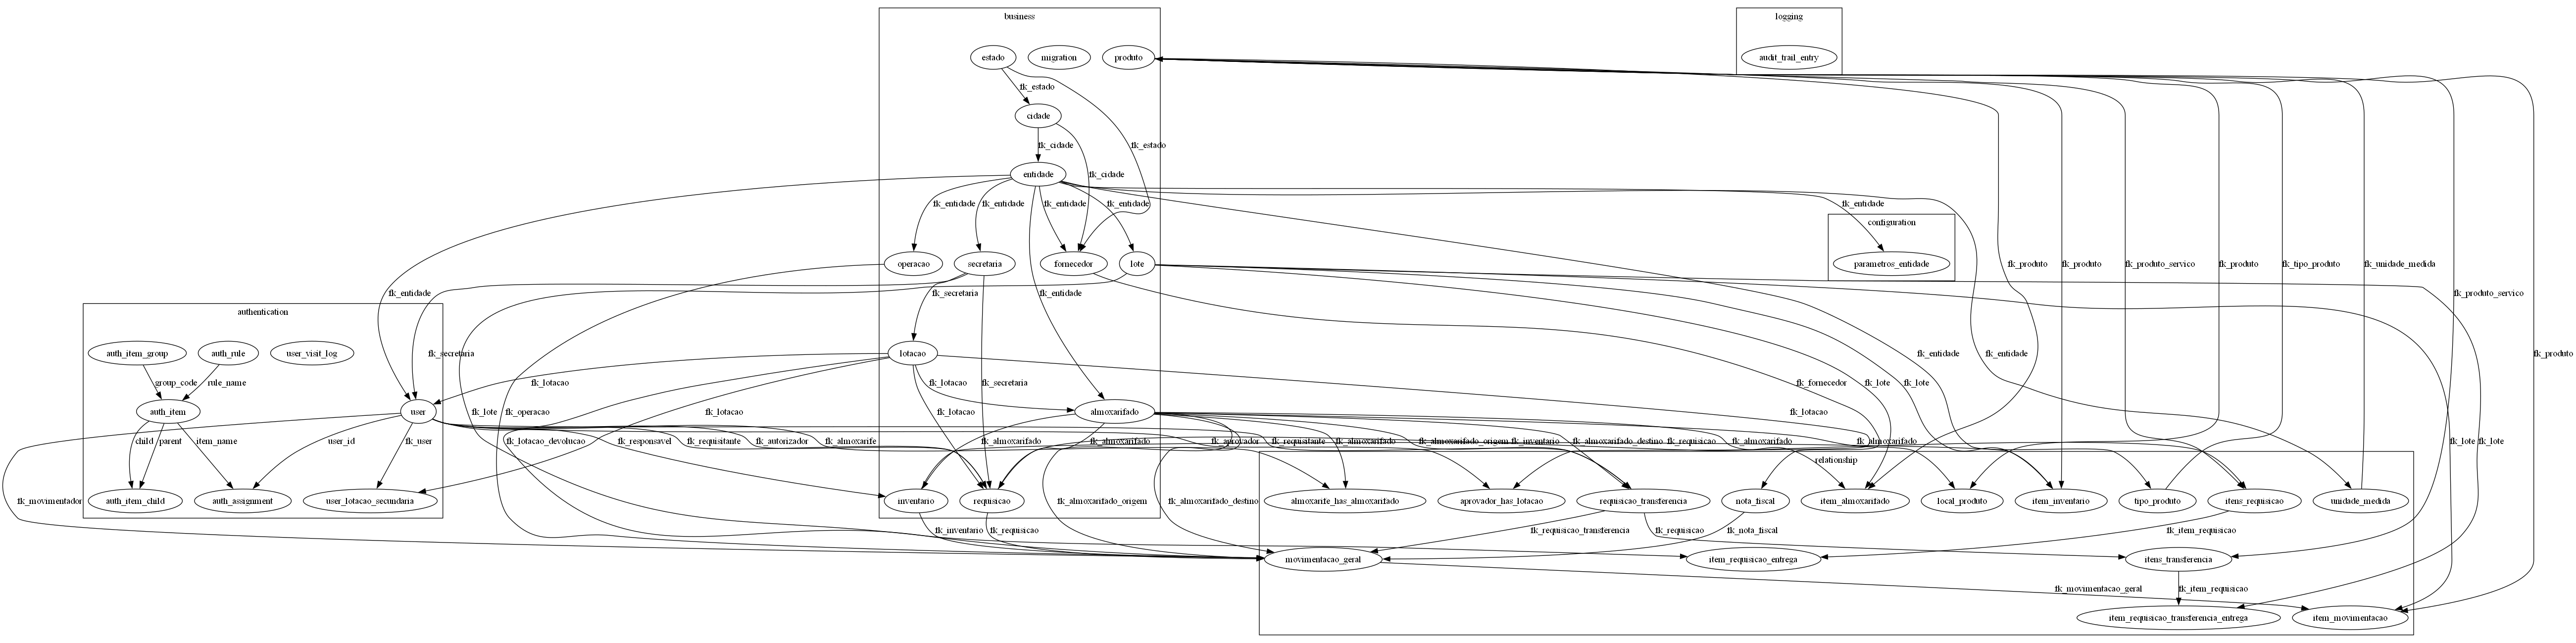 business
logging
estado
migration
produto
audit_trail_entry
fk_estado
cidade
fk_cidade
fk_estado
fk_cidade
entidade
fk_entidade
fk_entidade
fk_entidade
fk_entidade
fk_entidade
configuration
operacao
secretaria
fornecedor
lote
parametros_entidade
fk_produto
fk_produto
fk_produto_servico
fk_produto
fk_tipo_produto
fk_unidade_medida
fk_entidade
fk_secretaria
fk_entidade
fk_produto_servico
authentication
auth_item_group
auth_rule
user_visit_log
fk_secretaria
lotacao
fk_entidade
fk_entidade
fk_produto
group_code
rule_name
fk_lotacao
fk_lotacao
fk_secretaria
fk_fornecedor
fk_lote
fk_lote
auth_item
user
fk_lotacao
fk_lote
fk_operacao
fk_lotacao
almoxarifado
fk_lotacao
child
parent
item_name
user_id
fk_user
fk_lotacao_devolucao
fk_responsavel
fk_requisitante
fk_autorizador
fk_almoxarife
fk_almoxarifado
fk_almoxarifado
fk_aprovador
fk_requisitante
fk_almoxarifado
fk_almoxarifado_origem
fk_inventario
fk_almoxarifado_destino
fk_requisicao
fk_almoxarifado
fk_almoxarifado
fk_lote
fk_lote
relationship
auth_item_child
auth_assignment
user_lotacao_secundaria
inventario
requisicao
almoxarife_has_almoxarifado
aprovador_has_lotacao
requisicao_transferencia
nota_fiscal
item_almoxarifado
local_produto
item_inventario
tipo_produto
itens_requisicao
unidade_medida
fk_movimentador
fk_almoxarifado_origem
fk_almoxarifado_destino
fk_inventario
fk_requisicao
fk_requisicao_transferencia
fk_requisicao
fk_nota_fiscal
fk_item_requisicao
movimentacao_geral
item_requisicao_entrega
itens_transferencia
fk_movimentacao_geral
fk_item_requisicao
item_requisicao_transferencia_entrega
item_movimentacao